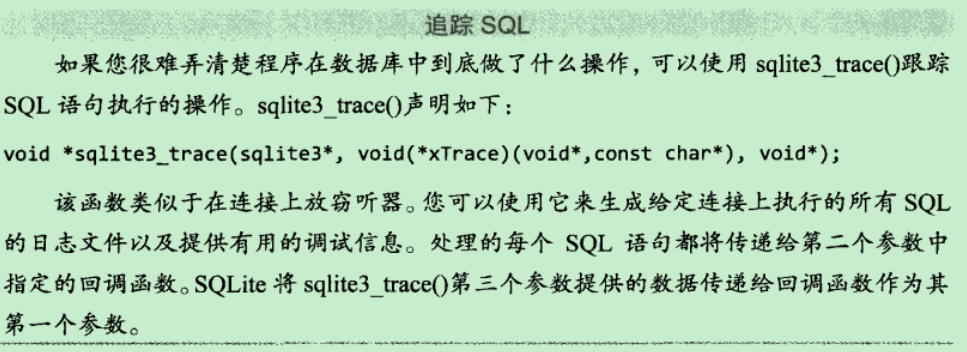 追踪 SQL
如果您很难弄清楚程序在数据库中到底做了什么操作，可以使用 sqlite3_trace()跟踪
SQL 语句执行的操作。sqlite3_trace()声明如下：
void *sqlite3_trace(sqlite3*, void(*xTrace)(void*,const char*), void*);
该函数类似于在连接上放窃听器。您可以使用它来生成给定连接上执行的所有 SQL
的日志文件以及提供有用的调试信息。处理的每个 SQL 语句都将传递给第二个参数中
指定的回调函数。SQLite 将 sqlite3_trace()第三个参数提供的数据传递给回调函数作为其
第一个参数。